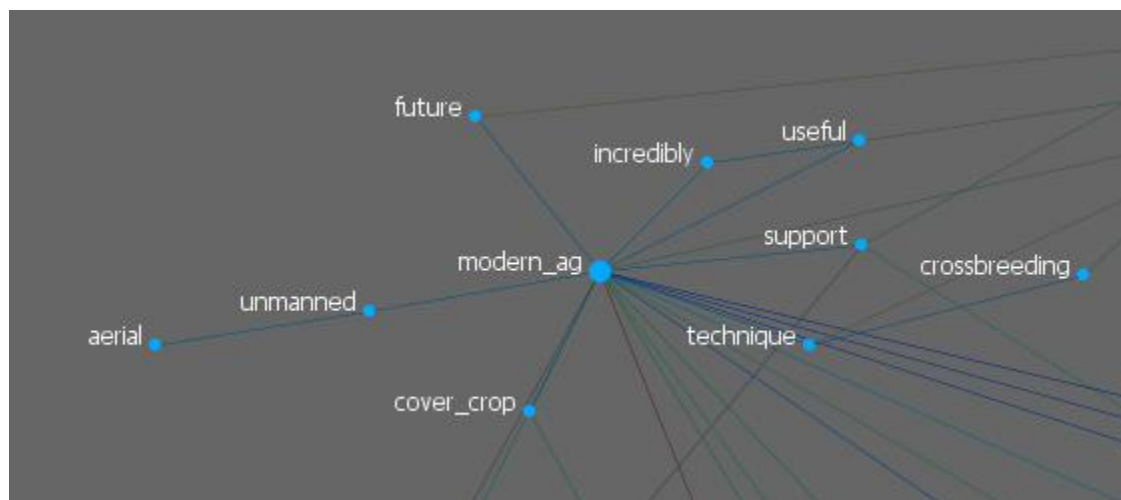 future
useful
incredibly
support
modern_ag
crossbreeding
unmanned
aerial
technique
cover_crop